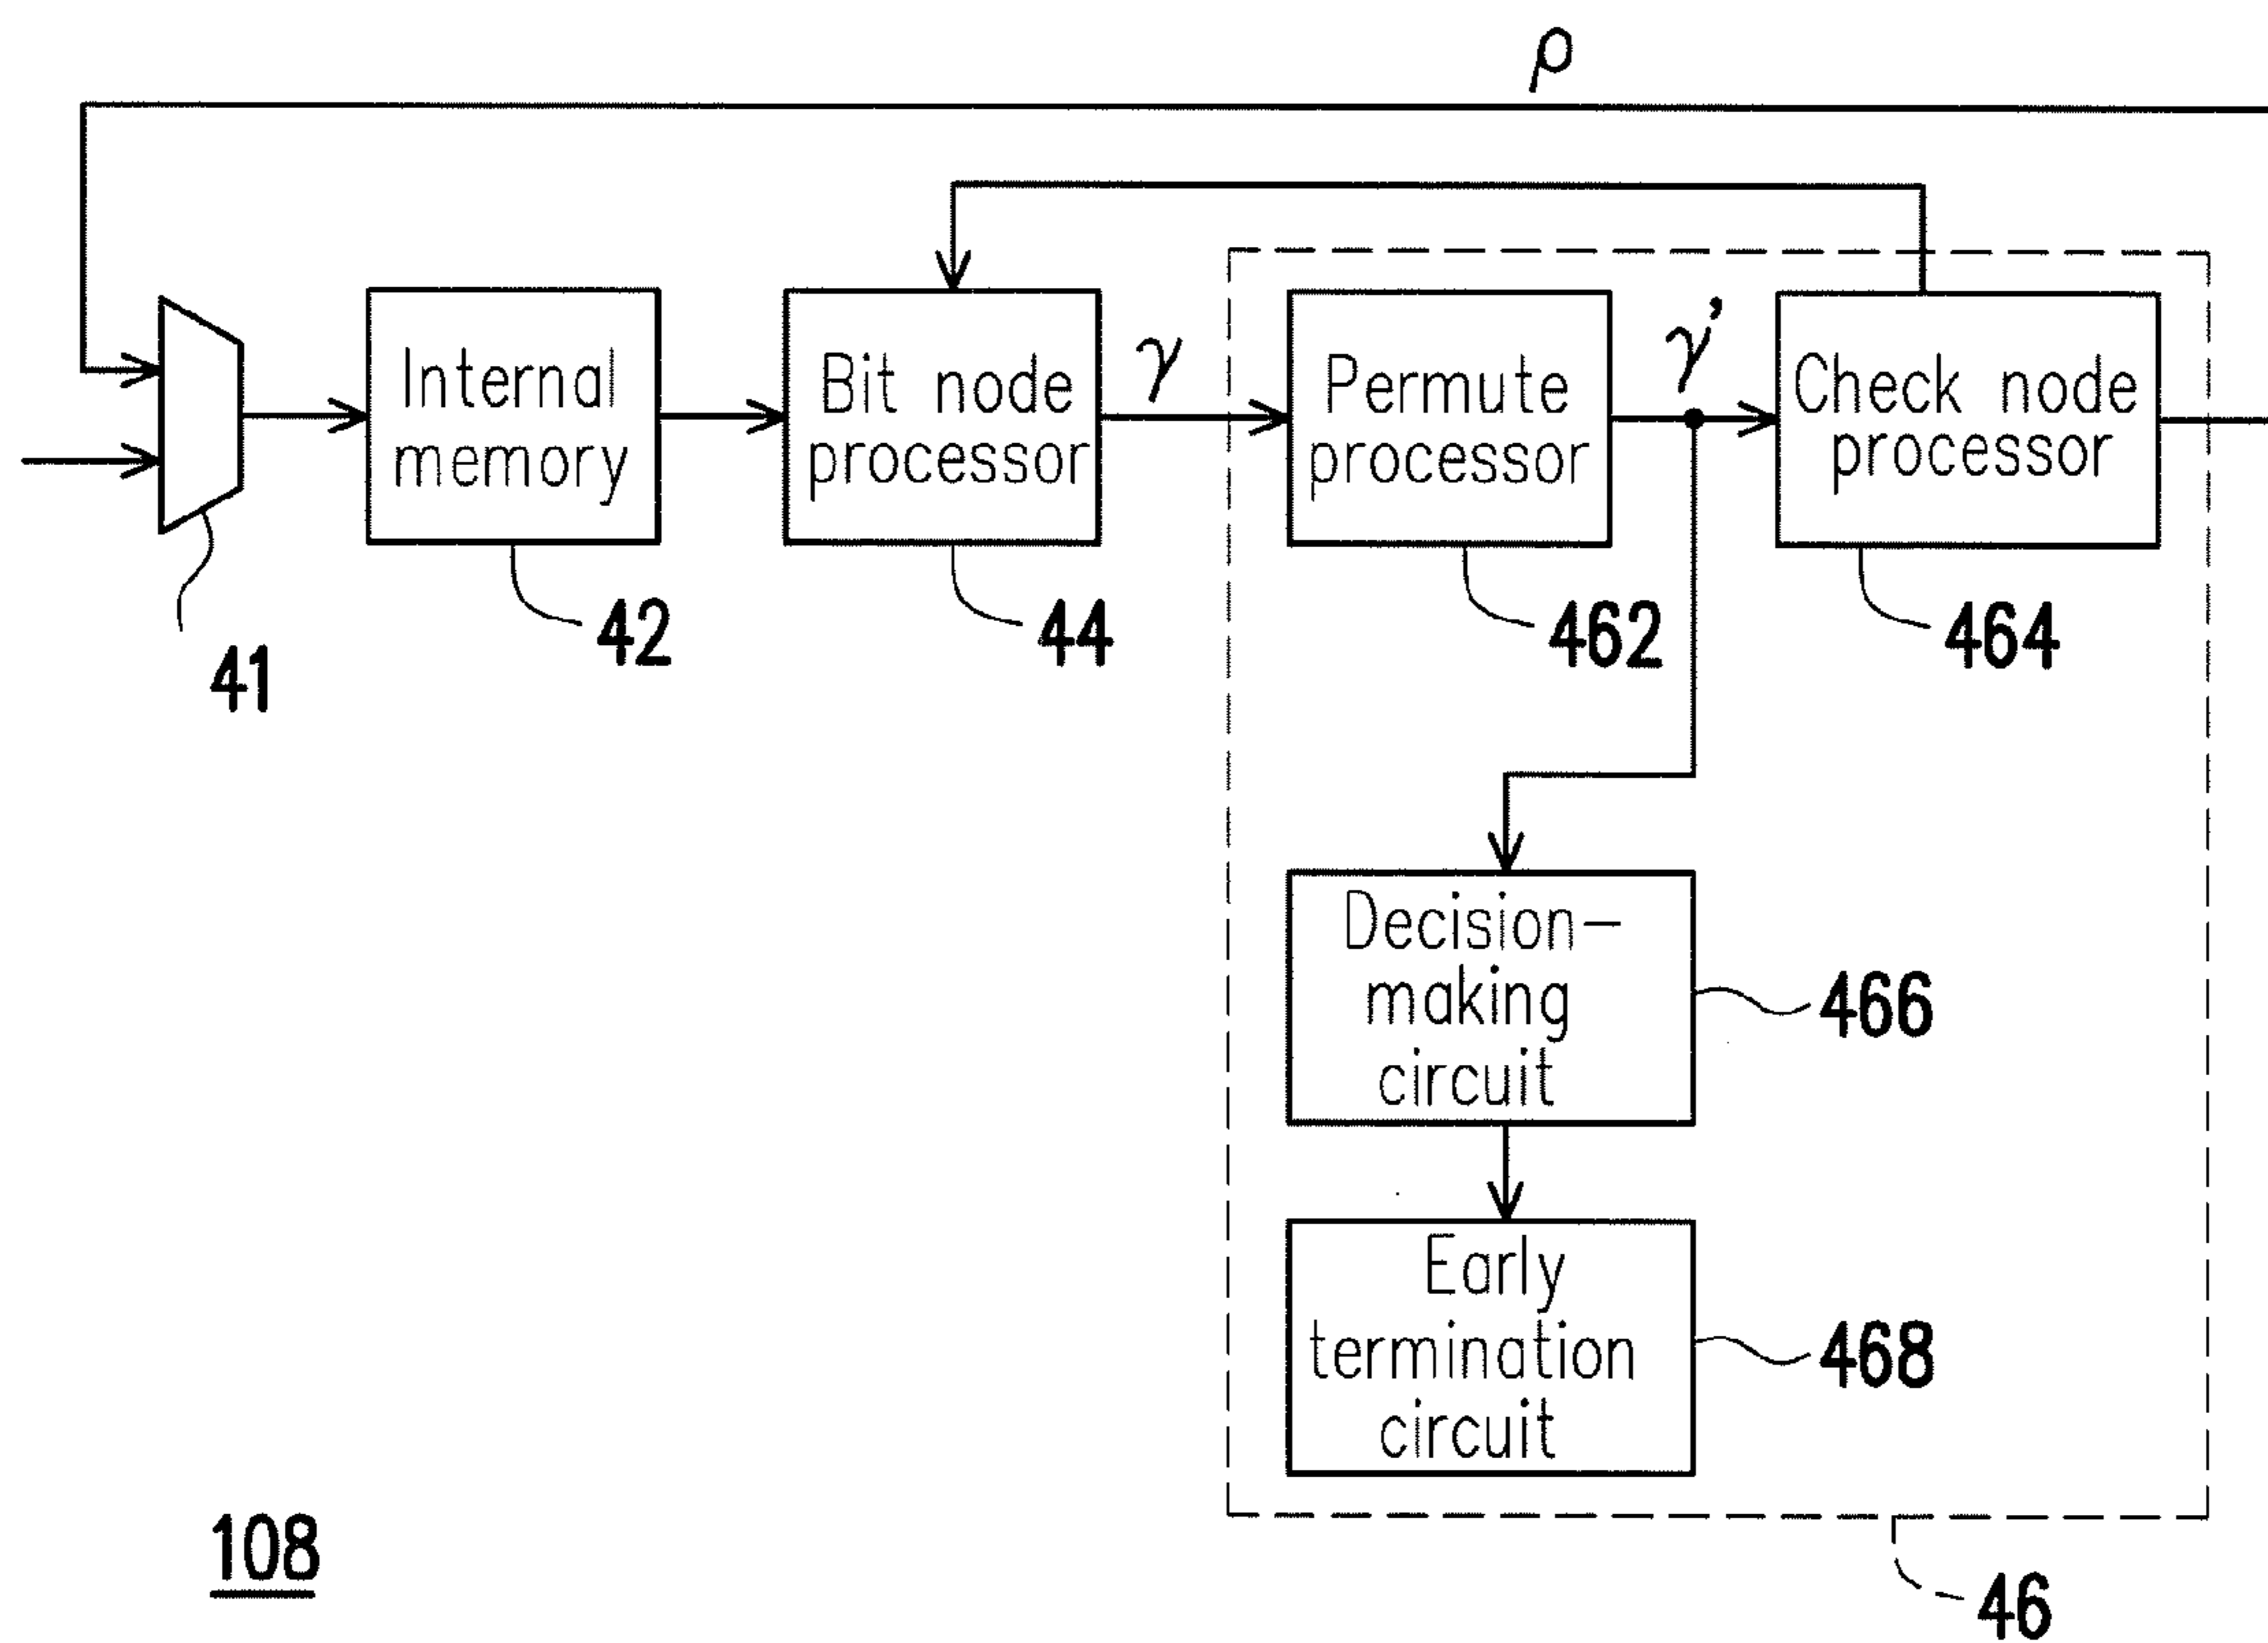 ρ
Internal
memory
Bit node
processor
γ
Permute
processor
γ'
Check node
processor
41
42
44
462
464
Decision-
making
circuit
466
Early
termination
circuit
468
108
46